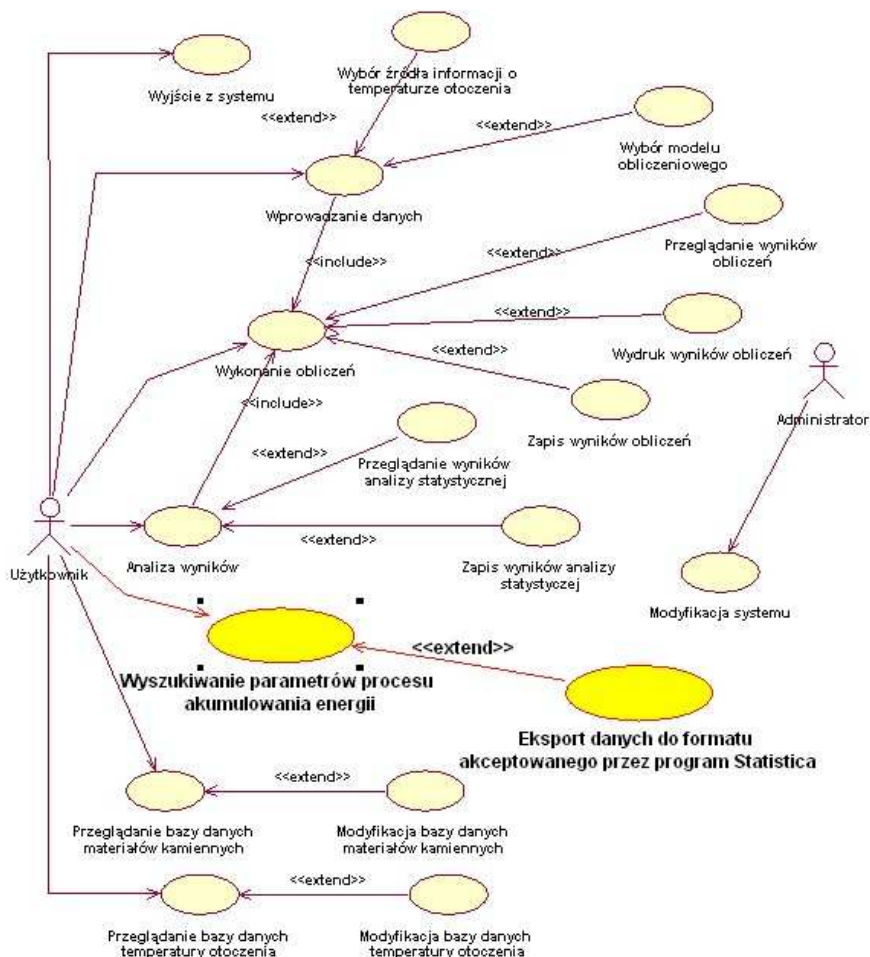 Wyjście z systemu
Wybór źródła informacji o
temperaturze otoczenia
<<extend>>
<<extend>>
Wybór modelu
obliczeniowego
Wprowadzanie danych
Przeglądanie wyników
obliczeń
<<extend>>
<<include>>
<<extend>>
Wydruk wyników obliczeń
<<extend>>
Wykonanie obliczeń
<<include>>
Administrator
Zapis wyników obliczeń
<<extend>>
Przeglądanie wyników
analizy statystycznej
<<extend>>
Użytkownik
Analiza wyników
Zapis wyników analizy
statystyczej
Modyfikacja systemu
<<extend>>
Wyszukiwanie parametrów procesu
akumulowania energii
Eksport danych do formatu
akceptowanego przez program Statistica
<<extend>>
Przeglądanie bazy danych
materiałów kamiennych
Modyfikacja bazy danych
materiałów kamiennych
<<extend>>
Przeglądanie bazy danych
temperatury otoczenia
Modyfikacja bazy danych
temperatury otoczenia